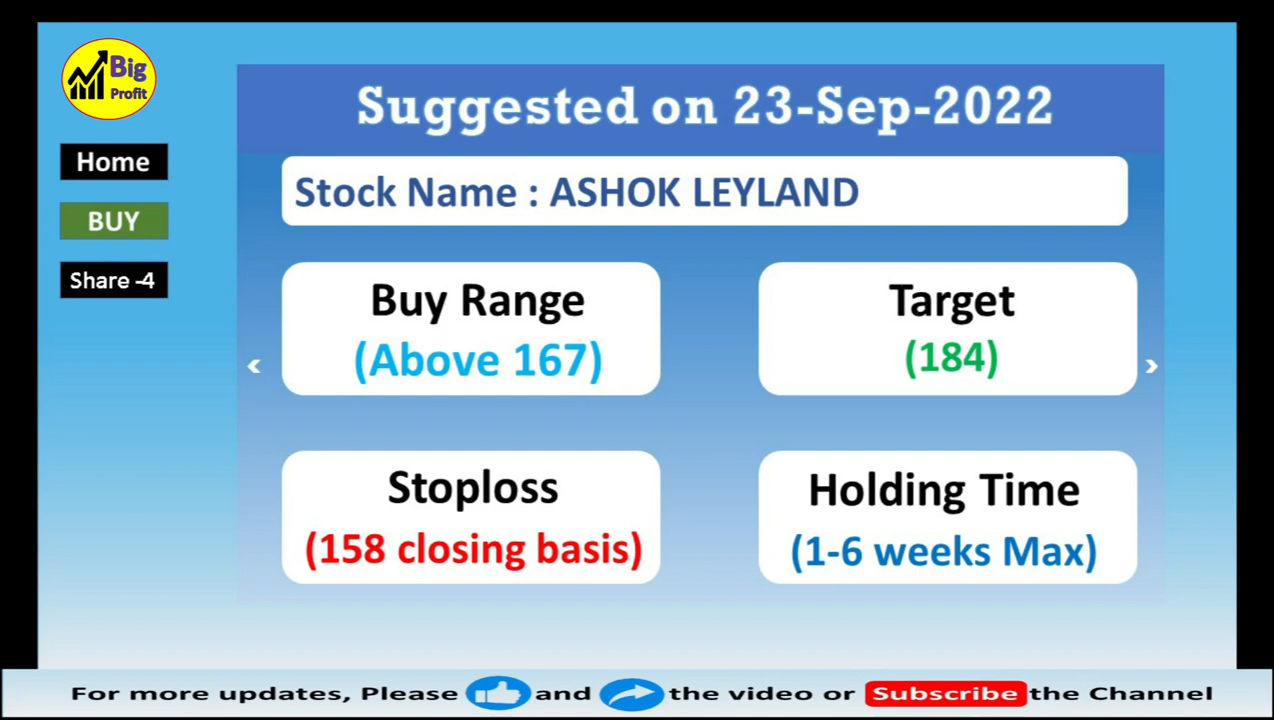 Big
Profit
Suggested on 23-Sep-2022
Home
Stock Name : ASHOK LEYLAND
BUY
Share -4
Buy Range
(Above 167)
Target
(184)
Stoploss
(158 closing basis)
Holding Time
(1-6 weeks Max)
For more updates, Please and the video or Subscribe the Channel